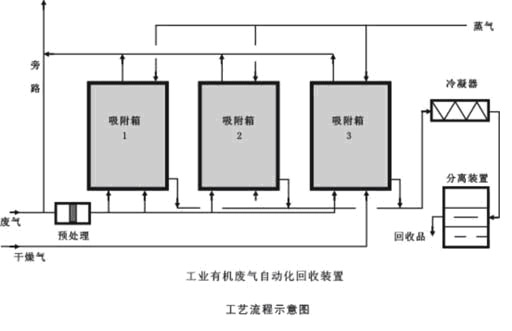 蒸气
旁路
冷凝器
吸附箱
1
吸附箱
2
吸附箱
3
分离装置
废气
预处理
回收品
干燥气
工业有机废气自动化回收装置
工艺流程示意图